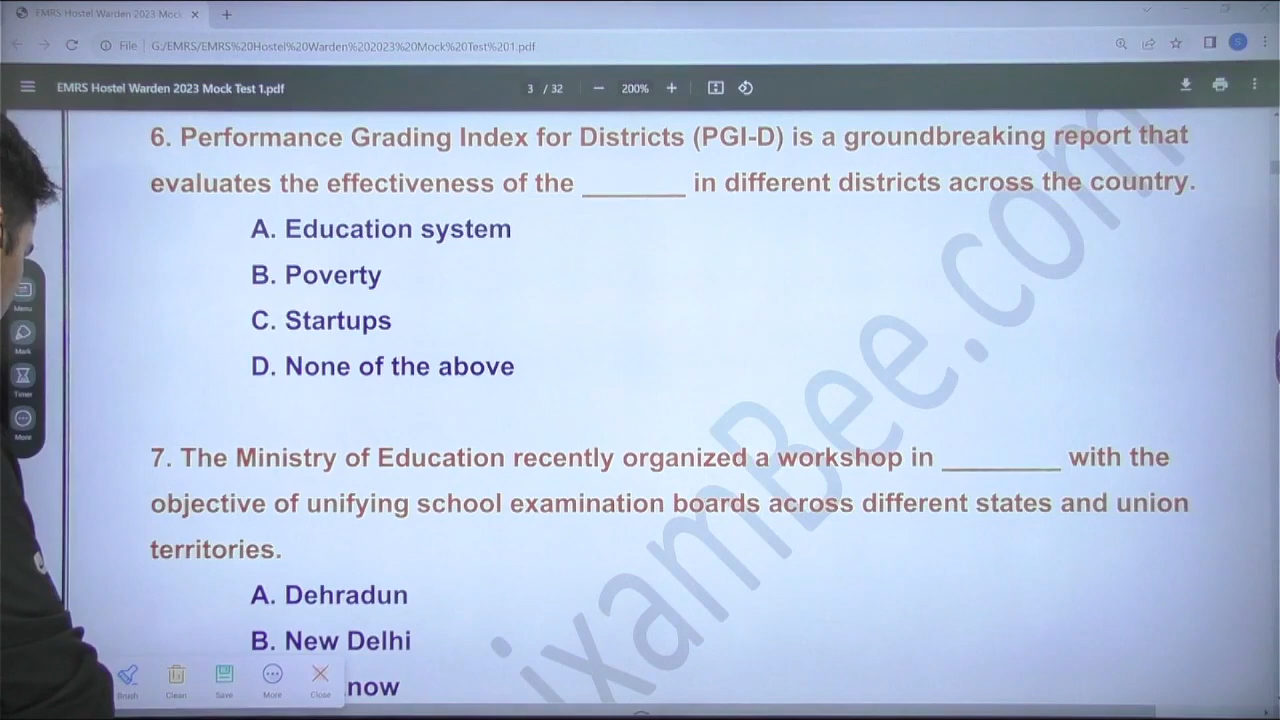 EMRS Hostel Warden 2023 Moc
File G:/EMRS/EMRS%20Hostel%20Warden%202023%20Mock%20Test%201.pdf
EMRS Hostel Warden 2023 Mock Test 1.pdf 3 / 32 — 200% +
6. Performance Grading Index for Districts (PGI-D) is a groundbreaking report that
evaluates the effectiveness of the ________ in different districts across the country.
A. Education system
B. Poverty
C. Startups
D. None of the above
7. The Ministry of Education recently organized a workshop in _________ with the
objective of unifying school examination boards across different states and union
territories.
A. Dehradun
B. New Delhi
now
Menu
Mark
Timer
More
Brush Clean Save More Close
ixamBee.com